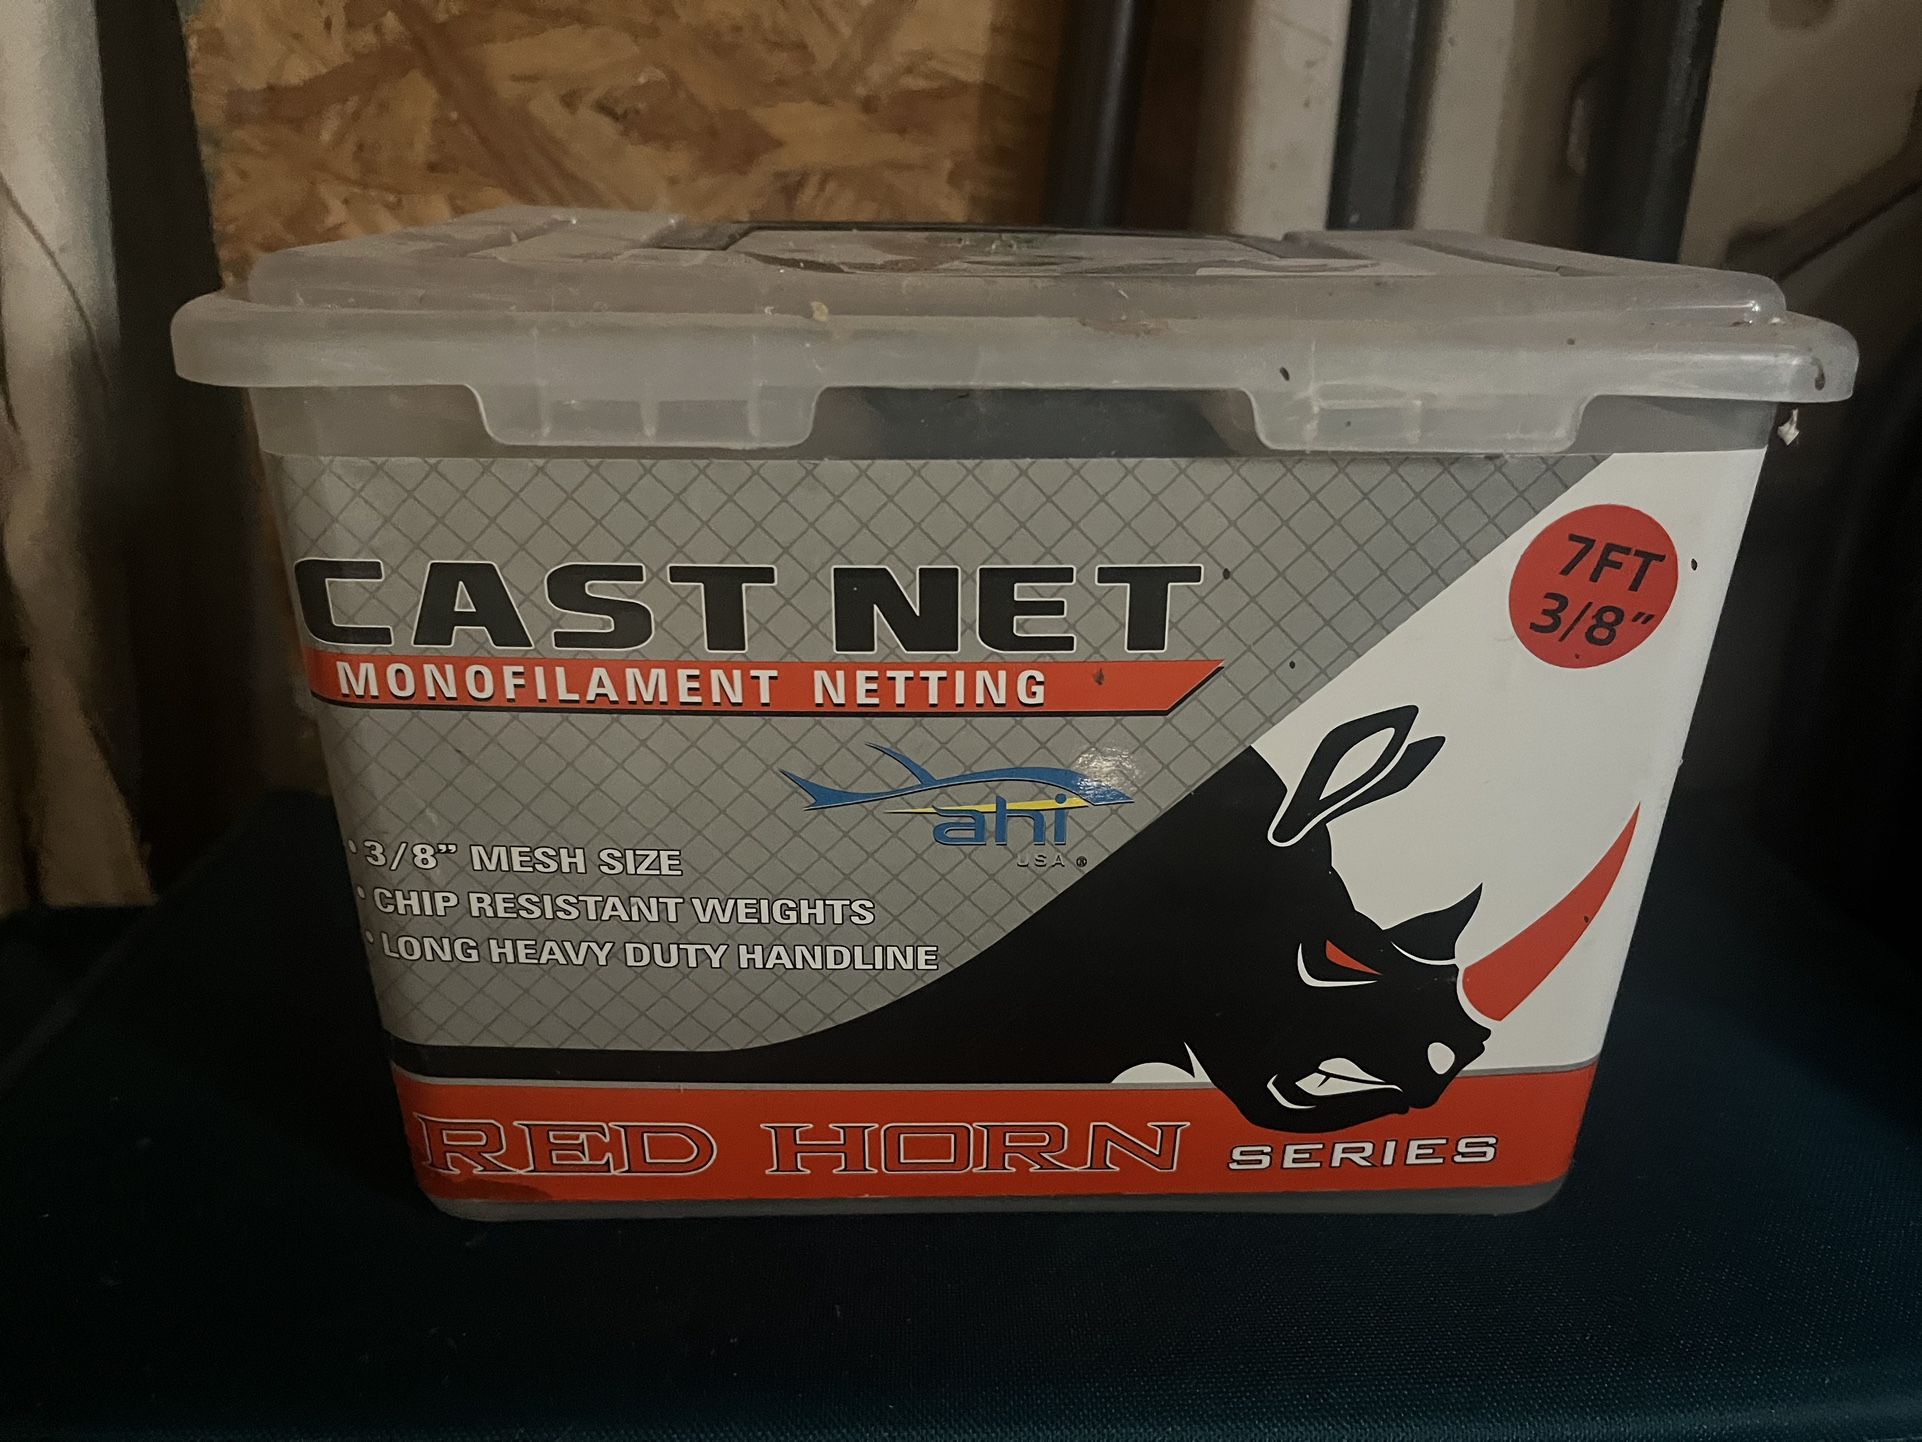 CAST NET
MONOFILAMENT NETTING
7FT
3/8”
ahi
USA®
• 3/8” MESH SIZE
• CHIP RESISTANT WEIGHTS
• LONG HEAVY DUTY HANDLINE
RED HORN SERIES